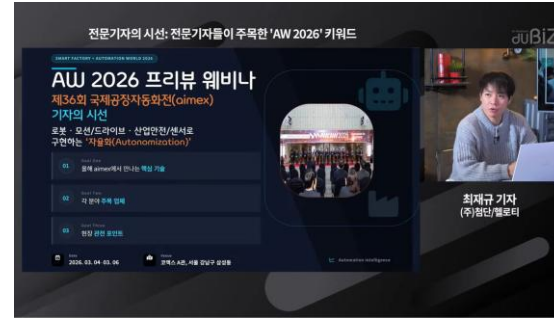 전문기자의 시선: 전문기자들이 주목한 'AW 2026' 키워드
SMART FACTORY + AUTOMATION WORLD 2026
AW 2026 프리뷰 웨비나
제36회 국제공장자동화전(aimex)
기자의 시선
로봇 · 모션/드라이브 · 산업안전/센서로
구현하는 '자율화(Autonomization)'
01
올해 aimex에서 만나는 핵심 기술
02
각 분야 주목 업체
03
현장 관련 포인트
2026. 03. 04-03. 06
코엑스 A관, 서울 강남구 삼성동
Automation Intelligence
최재규 기자
(주)첨단/헬로티